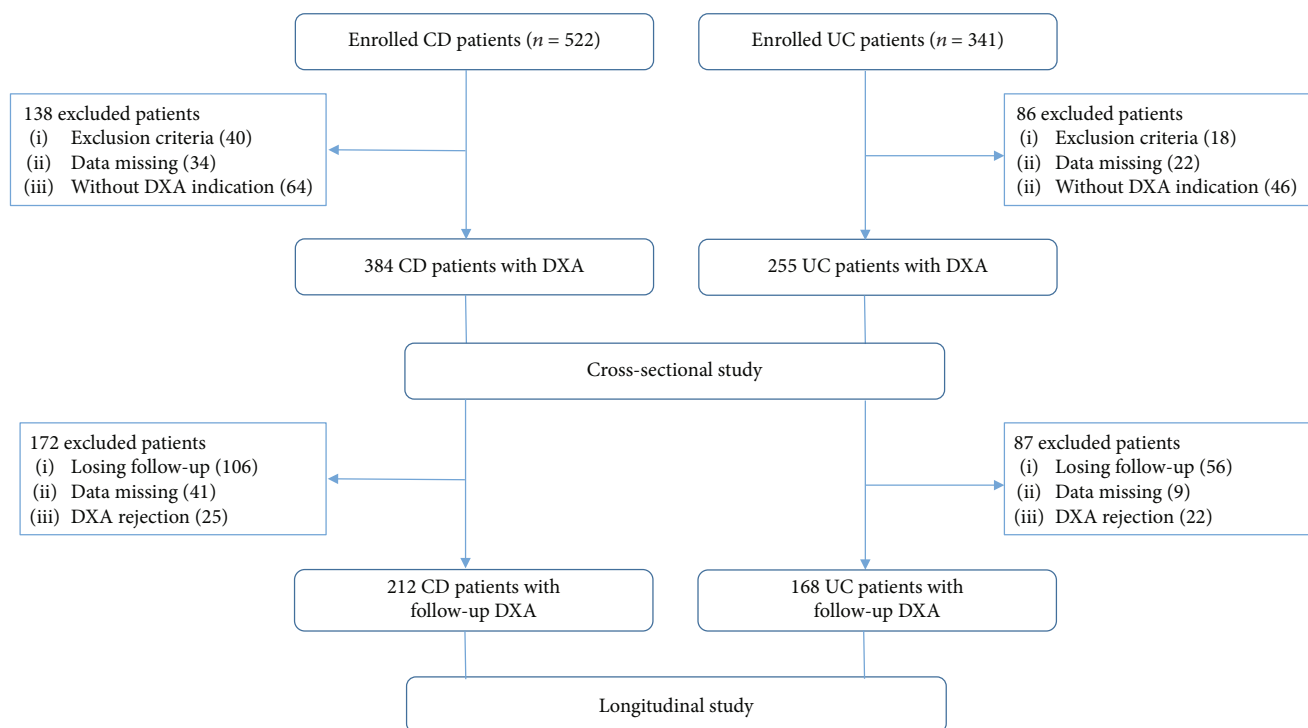 Enrolled CD patients (n = 522)
Enrolled UC patients (n = 341)
138 excluded patients
(i) Exclusion criteria (40)
(ii) Data missing (34)
(iii) Without DXA indication (64)
86 excluded patients
(i) Exclusion criteria (18)
(ii) Data missing (22)
(ii) Without DXA indication (46)
384 CD patients with DXA
255 UC patients with DXA
Cross-sectional study
172 excluded patients
(i) Losing follow-up (106)
(ii) Data missing (41)
(iii) DXA rejection (25)
87 excluded patients
(i) Losing follow-up (56)
(ii) Data missing (9)
(iii) DXA rejection (22)
212 CD patients with
follow-up DXA
168 UC patients with
follow-up DXA
Longitudinal study